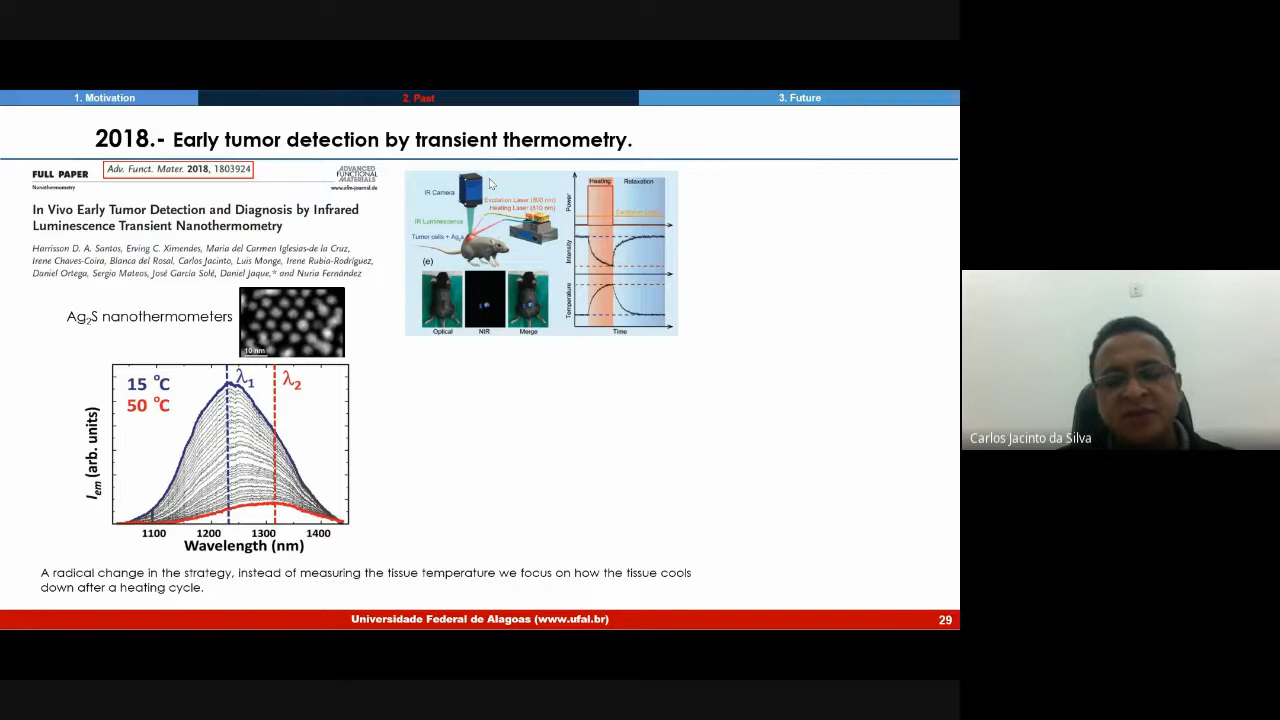 1. Motivation
2. Past
3. Future
2018.- Early tumor detection by transient thermometry.
FULL PAPER
Adv. Funct. Mater. 2018, 1803924
ADVANCED
FUNCTIONAL
MATERIALS
Nanothermometry
www.afm-journal.de
In Vivo Early Tumor Detection and Diagnosis by Infrared
Luminescence Transient Nanothermometry
Harrisson D. A. Santos, Erving C. Ximendes, Maria del Carmen Iglesias-de la Cruz,
Irene Chaves-Coira, Blanca del Rosal, Carlos Jacinto, Luis Monge, Irene Rubia-Rodríguez,
Daniel Ortega, Sergio Mateos, José García Solé, Daniel Jaque,* and Nuria Fernández
IR Camera
Excitation Laser (800 nm)
Heating Laser (810 nm)
IR Luminescence
Tumor cells + Ag2S
(e)
Optical
NIR
Merge
Heating
Relaxation
Power
Excitation Laser
Intensity
Temperature
Time
Ag2S nanothermometers
10 nm
15 °C
50 °C
λ1
λ2
Iem (arb. units)
1100
1200
1300
1400
Wavelength (nm)
A radical change in the strategy, instead of measuring the tissue temperature we focus on how the tissue cools
down after a heating cycle.
Universidade Federal de Alagoas (www.ufal.br)
29
Carlos Jacinto da Silva